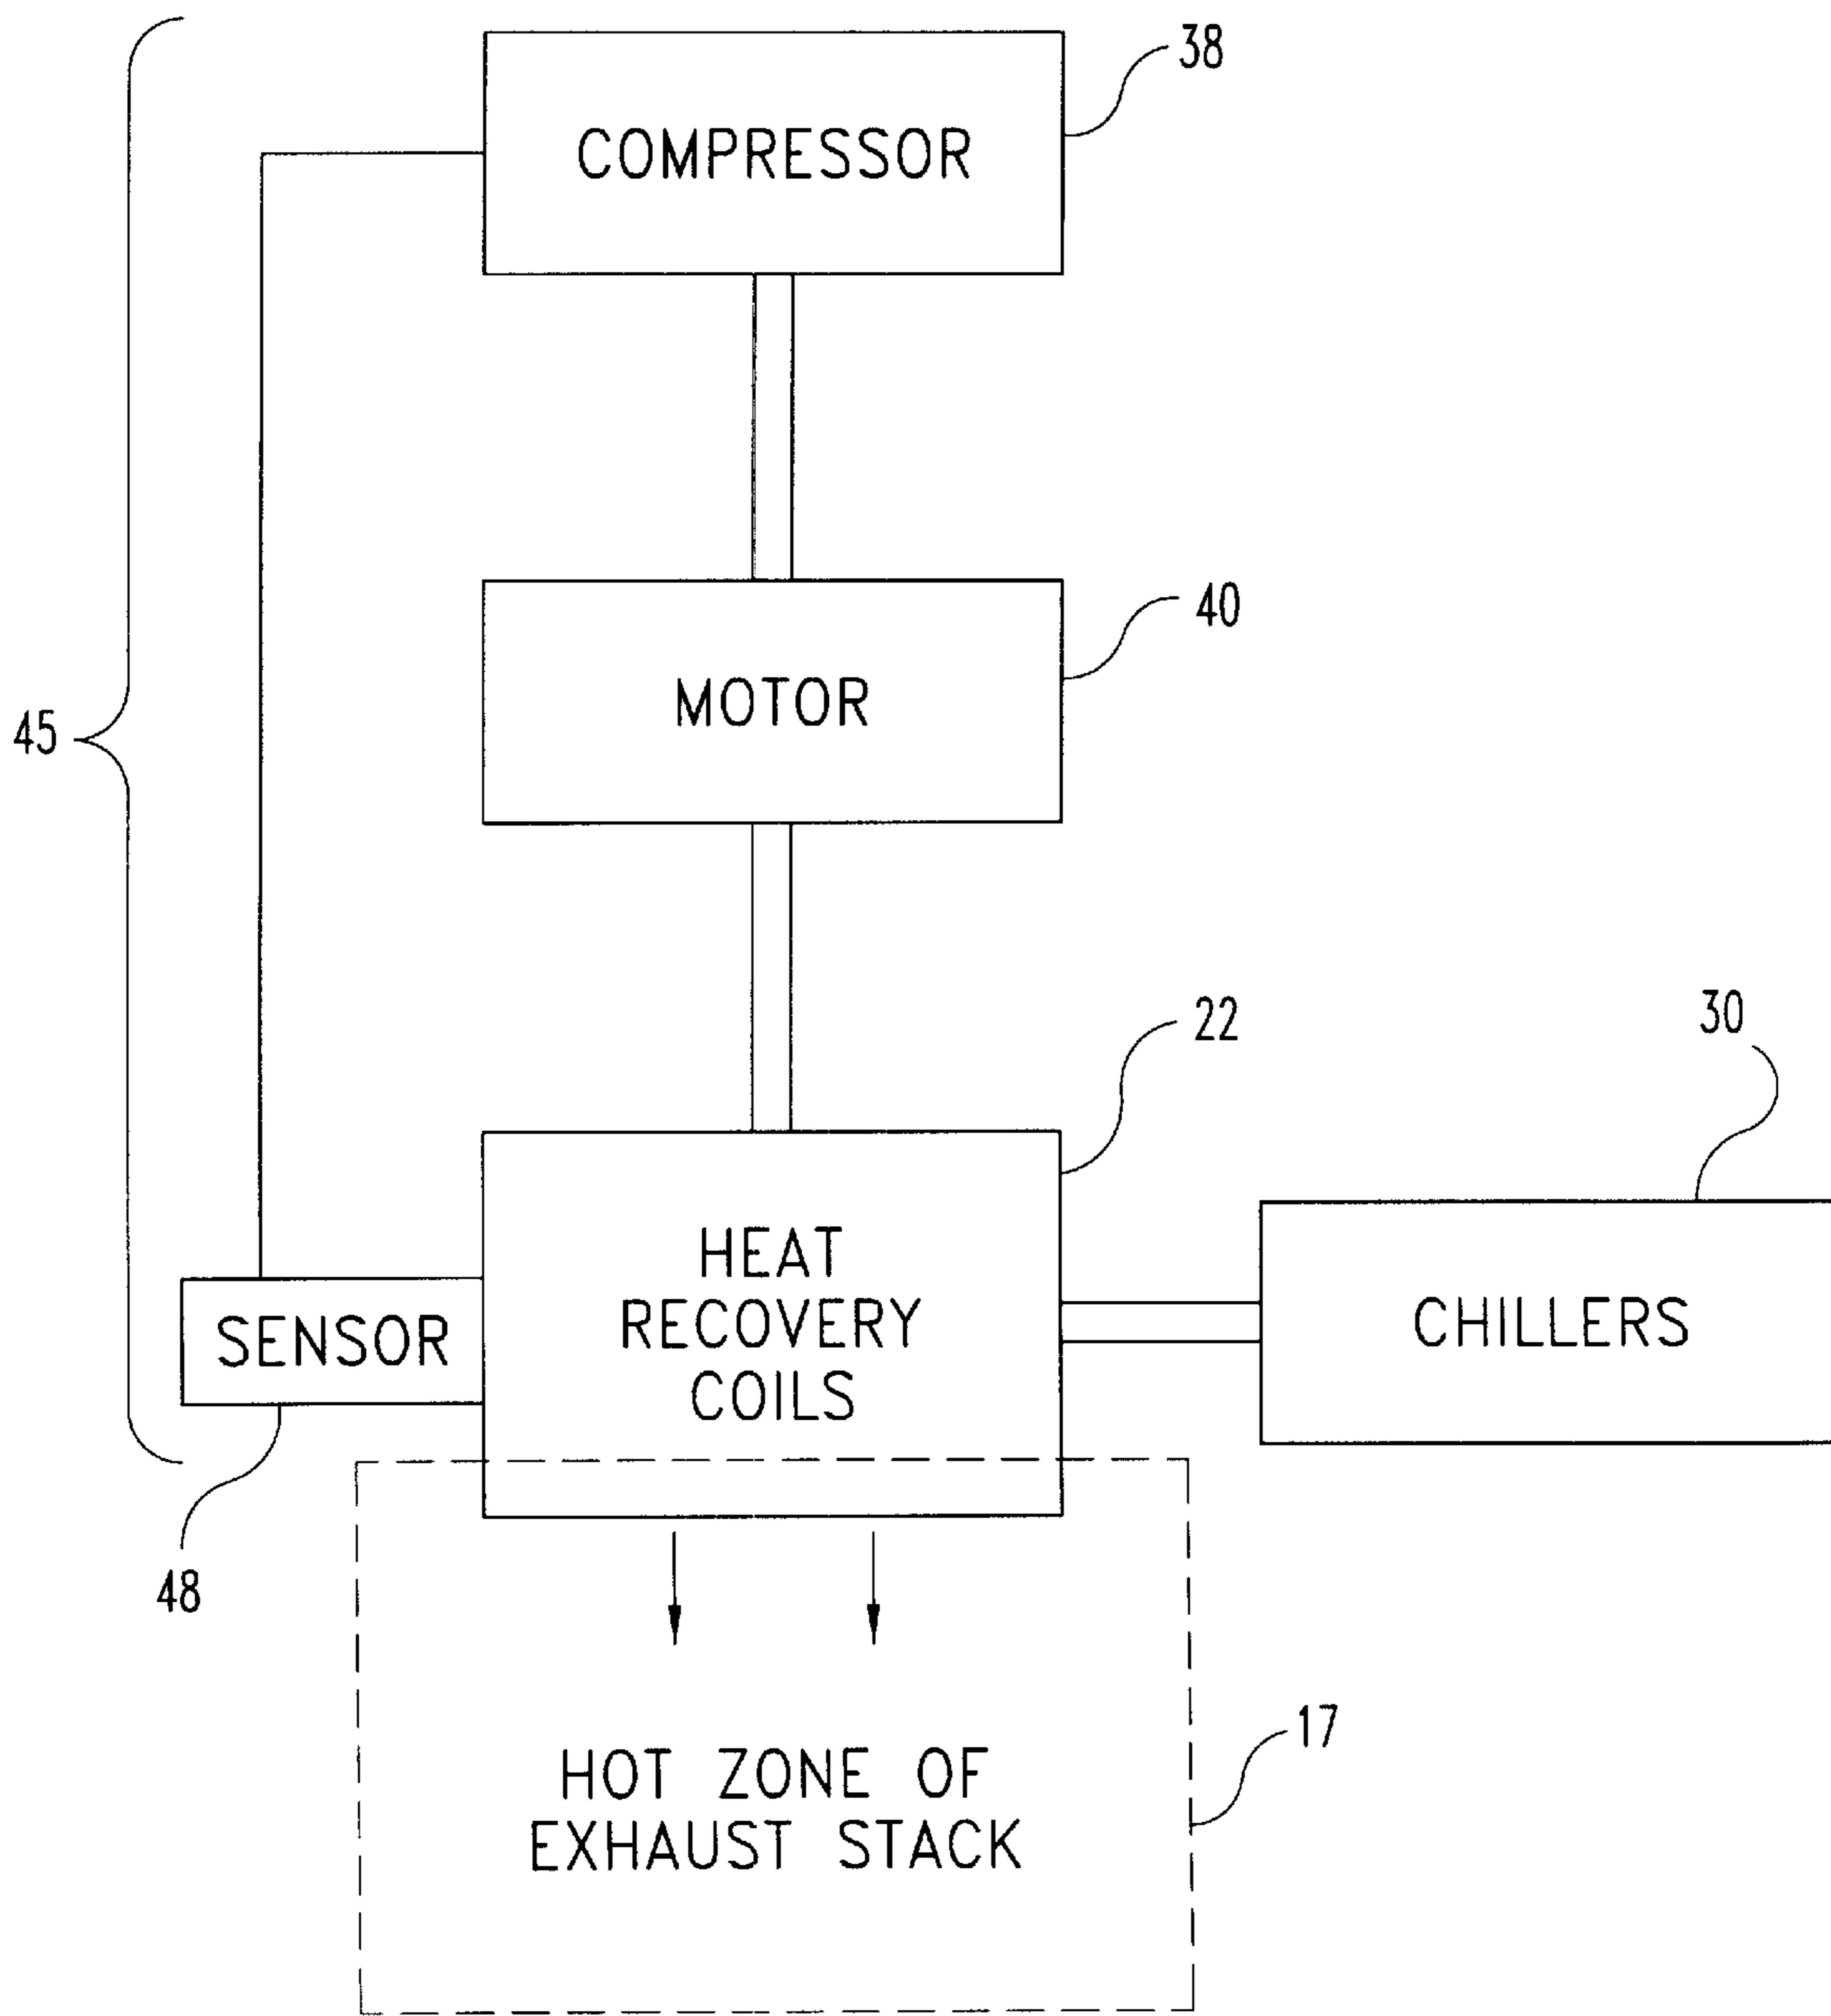 38
COMPRESSOR
40
MOTOR
45
22
30
HEAT
RECOVERY
COILS
SENSOR
CHILLERS
48
17
HOT ZONE OF
EXHAUST STACK